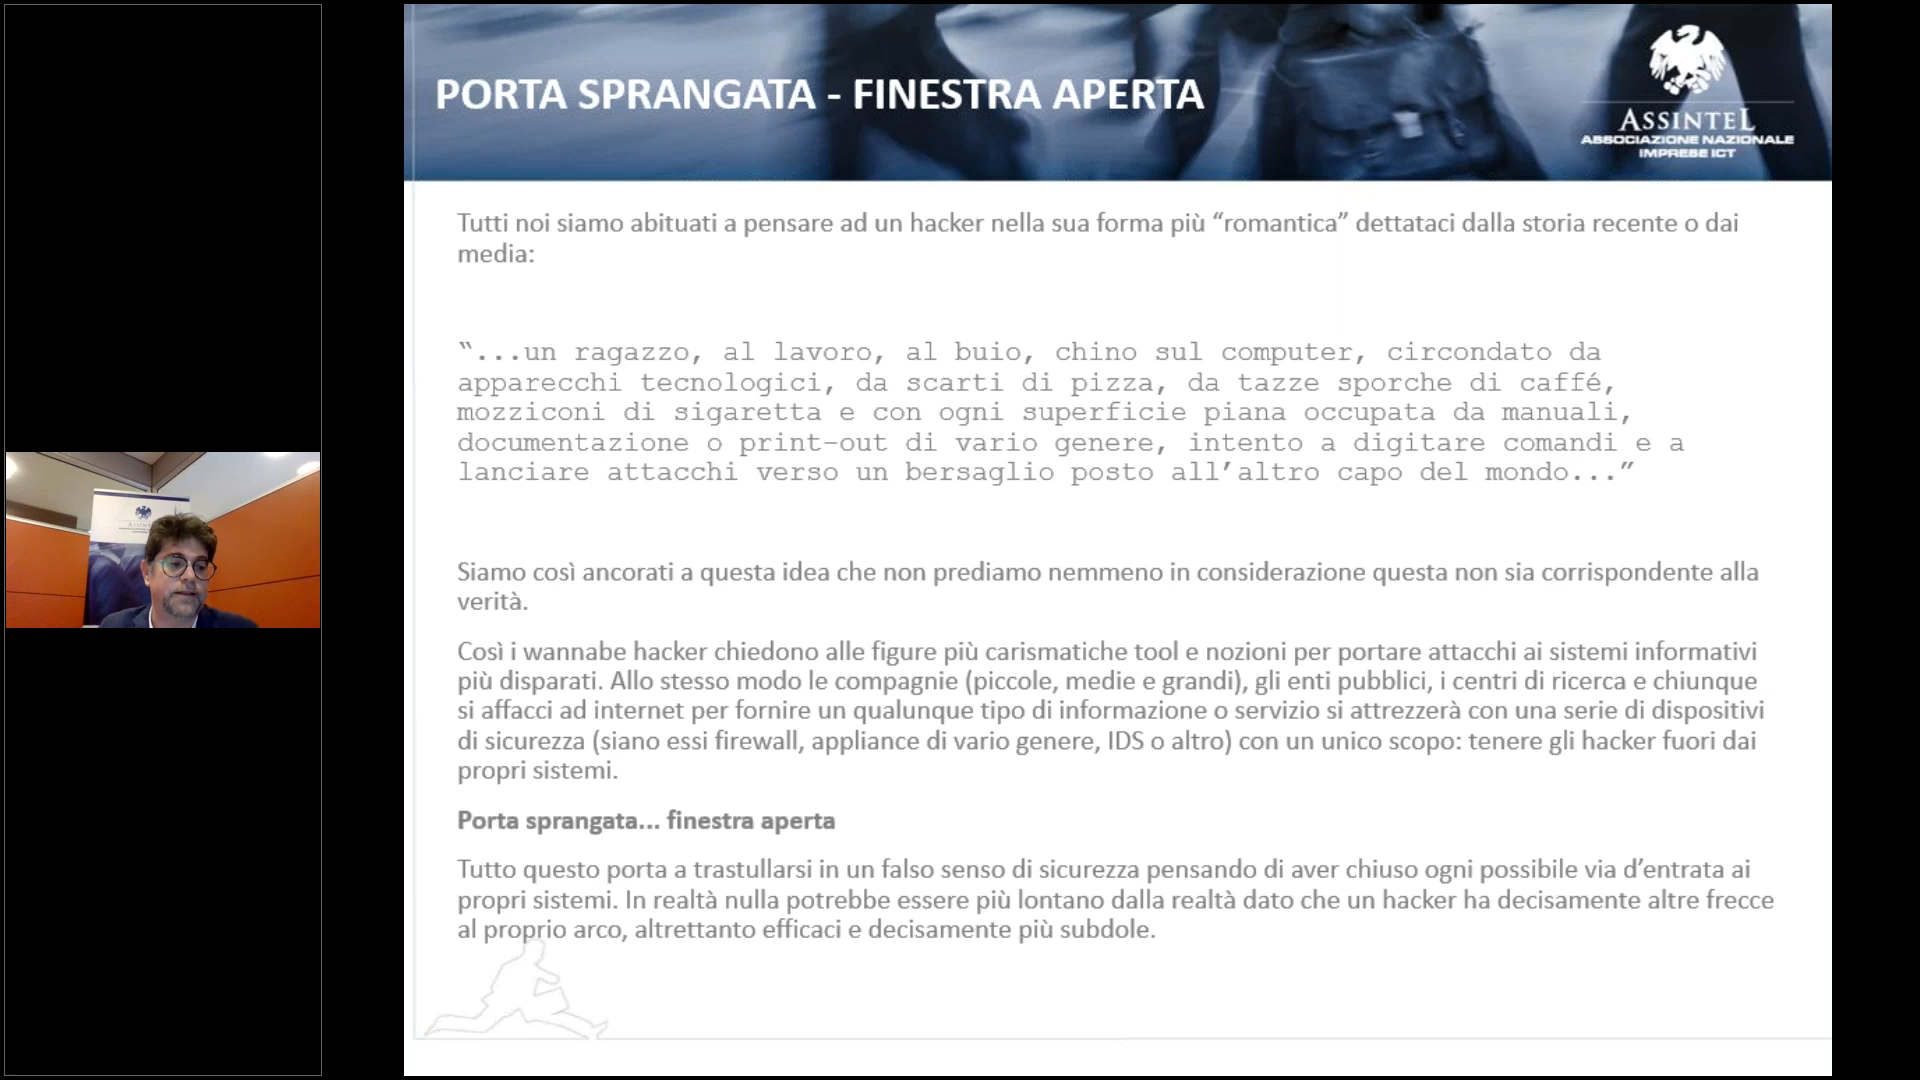 PORTA SPRANGATA - FINESTRA APERTA
ASSINTEL
ASSOCIAZIONE NAZIONALE
IMPRESE ICT
Tutti noi siamo abituati a pensare ad un hacker nella sua forma più “romantica” dettataci dalla storia recente o dai
media:
“...un ragazzo, al lavoro, al buio, chino sul computer, circondato da
apparecchi tecnologici, da scarti di pizza, da tazze sporche di caffé,
mozziconi di sigaretta e con ogni superficie piana occupata da manuali,
documentazione o print-out di vario genere, intento a digitare comandi e a
lanciare attacchi verso un bersaglio posto all’altro capo del mondo...”
Siamo così ancorati a questa idea che non prediamo nemmeno in considerazione questa non sia corrispondente alla
verità.
Così i wannabe hacker chiedono alle figure più carismatiche tool e nozioni per portare attacchi ai sistemi informativi
più disparati. Allo stesso modo le compagnie (piccole, medie e grandi), gli enti pubblici, i centri di ricerca e chiunque
si affacci ad internet per fornire un qualunque tipo di informazione o servizio si attrezzerà con una serie di dispositivi
di sicurezza (siano essi firewall, appliance di vario genere, IDS o altro) con un unico scopo: tenere gli hacker fuori dai
propri sistemi.
Porta sprangata... finestra aperta
Tutto questo porta a trastullarsi in un falso senso di sicurezza pensando di aver chiuso ogni possibile via d’entrata ai
propri sistemi. In realtà nulla potrebbe essere più lontano dalla realtà dato che un hacker ha decisamente altre frecce
al proprio arco, altrettanto efficaci e decisamente più subdole.